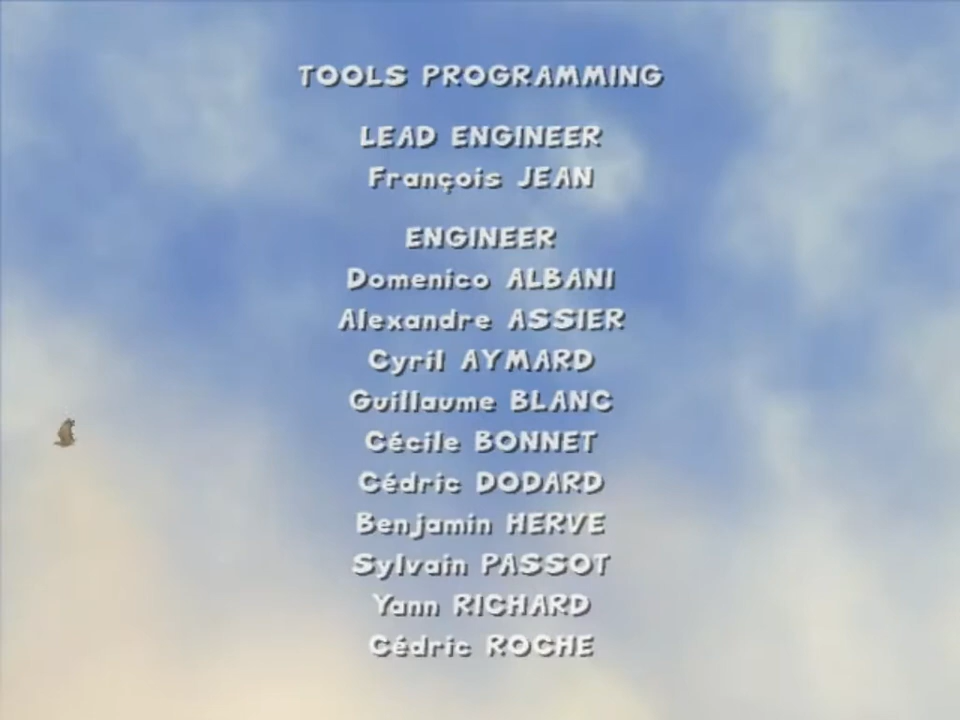 TOOLS PROGRAMMING
LEAD ENGINEER
François JEAN
ENGINEER
Domenico ALBANI
Alexandre ASSIER
Cyril AYMARD
Guillaume BLANC
Cécile BONNET
Cédric DODARD
Benjamin HERVE
Sylvain PASSOT
Yann RICHARD
Cédric ROCHE